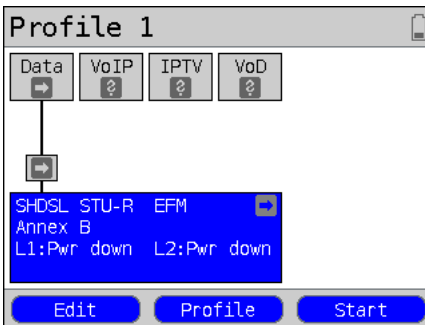 Profile 1
Data VoIP IPTV VoD
? ? ?
SHDSL STU-R EFM
Annex B
L1:Pwr down L2:Pwr down
Edit Profile Start